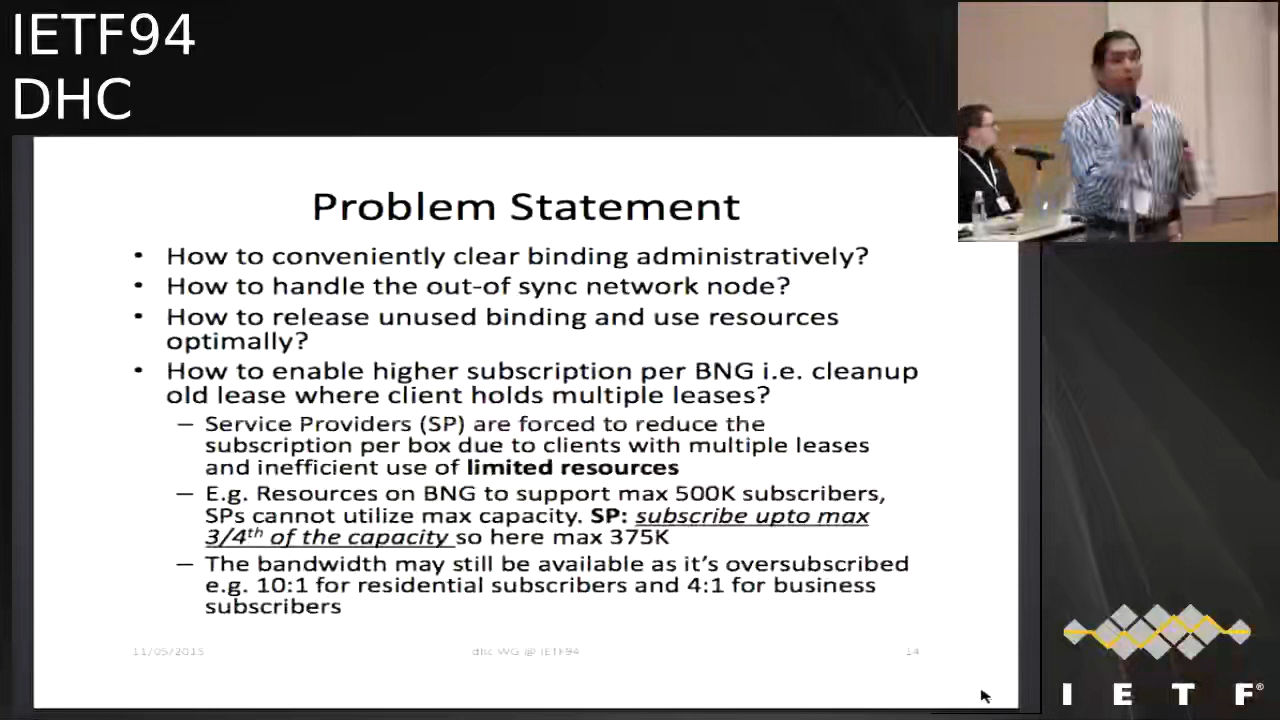 IETF94
DHC
Problem Statement
• How to conveniently clear binding administratively?
• How to handle the out-of sync network node?
• How to release unused binding and use resources
optimally?
• How to enable higher subscription per BNG i.e. cleanup
old lease where client holds multiple leases?
– Service Providers (SP) are forced to reduce the
subscription per box due to clients with multiple leases
and inefficient use of limited resources
– E.g. Resources on BNG to support max 500K subscribers,
SPs cannot utilize max capacity. SP: subscribe upto max
3/4th of the capacity so here max 375K
– The bandwidth may still be available as it's oversubscribed
e.g. 10:1 for residential subscribers and 4:1 for business
subscribers
11/05/2015
dhc WG @ IETF94
14
I E T F®